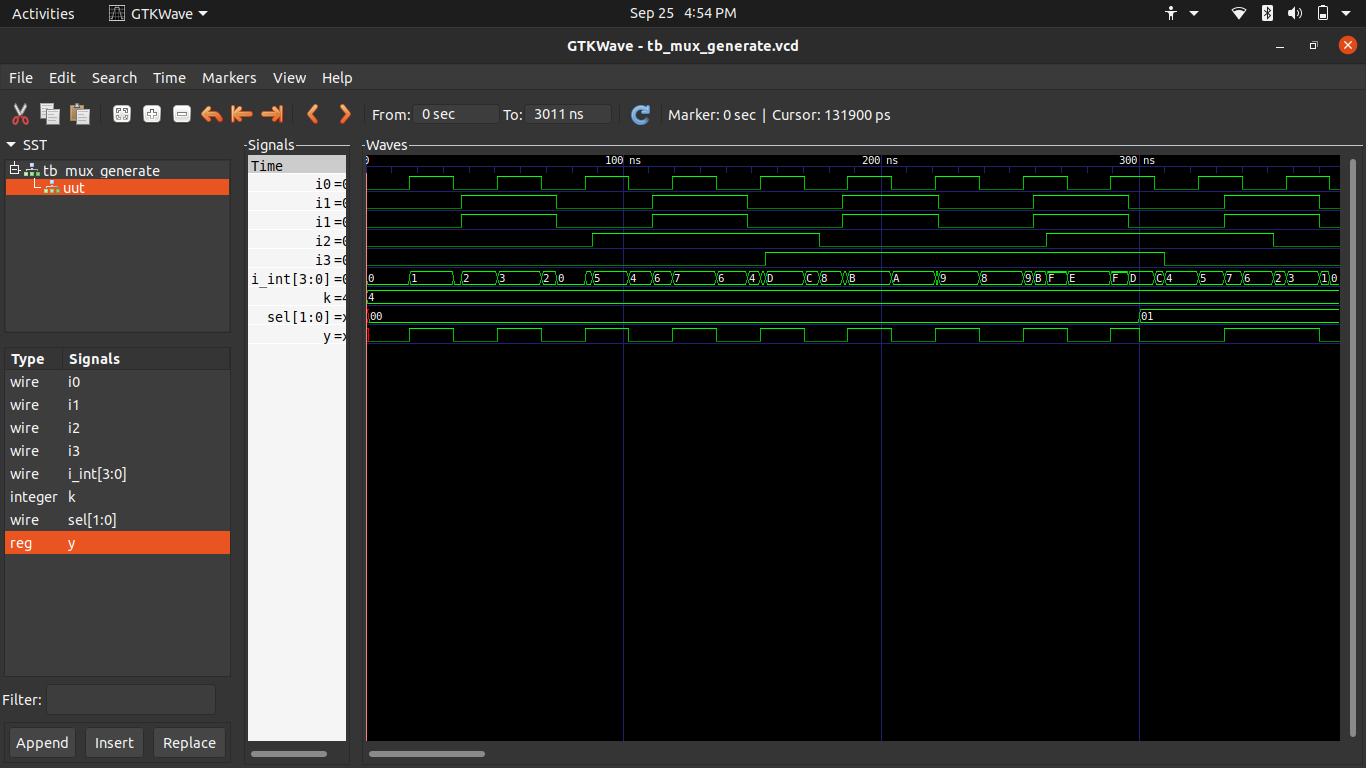 Activities GTKWave Sep 25 4:54 PM
GTKWave - tb_mux_generate.vcd
File Edit Search Time Markers View Help
From: 0 sec To: 3011 ns Marker: 0 sec | Cursor: 131900 ps
SST
tb_mux_generate
uut
Type Signals
wire i0
wire i1
wire i2
wire i3
wire i_int[3:0]
integer k
wire sel[1:0]
reg y
Filter:
Append Insert Replace
Signals
Time
i0=0
i1=0
i1=0
i2=0
i3=0
i_int[3:0]=0
k=4
sel[1:0]=x
y=x
Waves
0 100 ns 200 ns 300 ns
0 1 2 3 2 0 5 4 6 7 6 4 D C 8 B A 9 8 9 B F E F D C 4 5 7 6 2 3 1 0
4
00 01